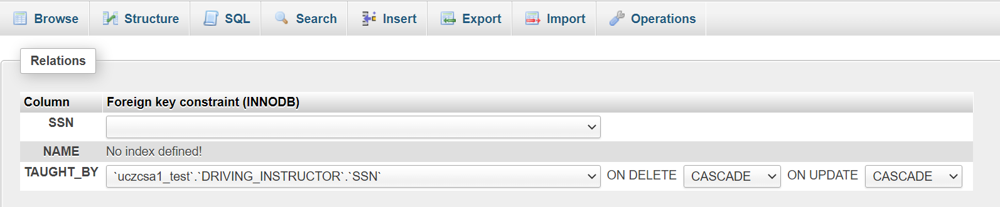 Browse Structure SQL Search Insert Export Import Operations
Relations
Column Foreign key constraint (INNODB)
SSN
NAME No index defined!
TAUGHT_BY `uczcsa1_test`.`DRIVING_INSTRUCTOR`.`SSN` ON DELETE CASCADE ON UPDATE CASCADE